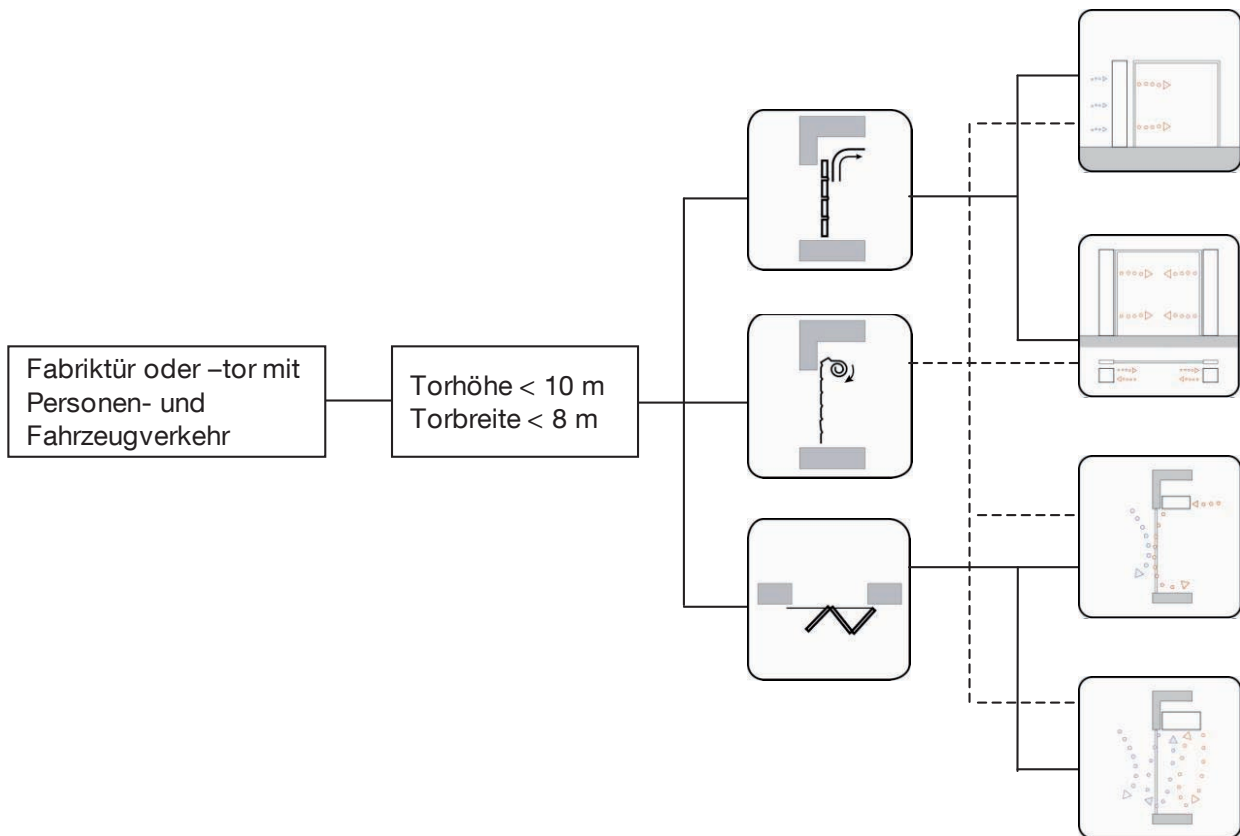 Fabriktür oder –tor mit
Personen- und
Fahrzeugverkehr
Torhöhe < 10 m
Torbreite < 8 m